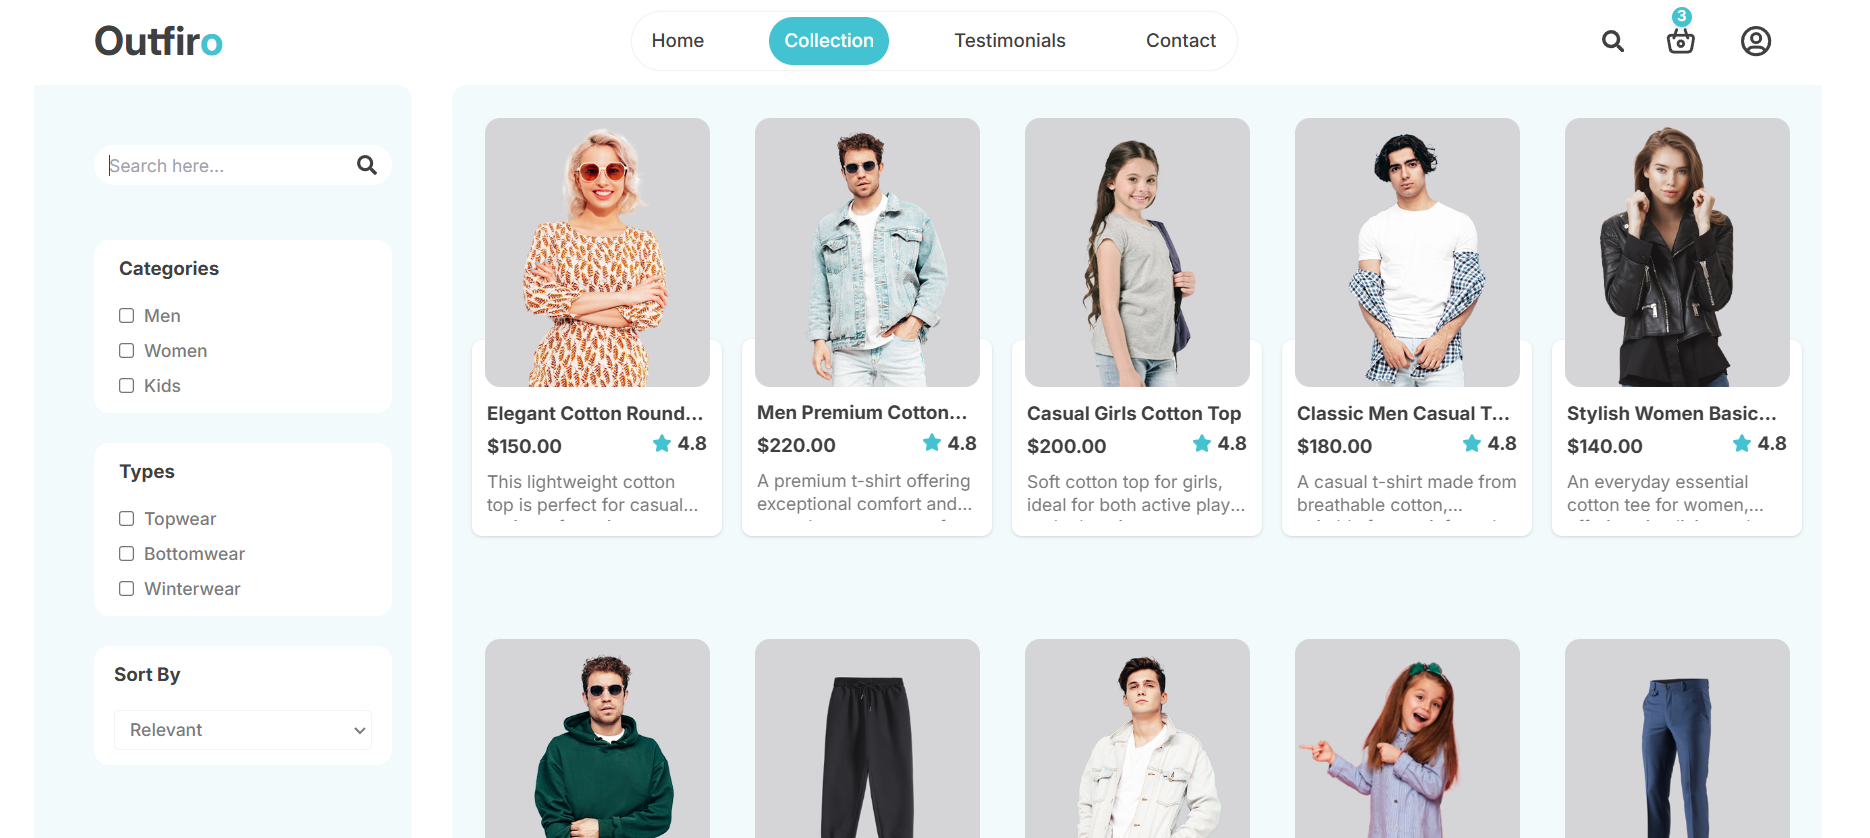 Outfiro
Home
Collection
Testimonials
Contact
3
Search here...
Categories
Men
Women
Kids
Types
Topwear
Bottomwear
Winterwear
Sort By
Relevant
Elegant Cotton Round...
$150.00
4.8
This lightweight cotton
top is perfect for casual...
Men Premium Cotton...
$220.00
4.8
A premium t-shirt offering
exceptional comfort and...
Casual Girls Cotton Top
$200.00
4.8
Soft cotton top for girls,
ideal for both active play...
Classic Men Casual T...
$180.00
4.8
A casual t-shirt made from
breathable cotton,...
Stylish Women Basic...
$140.00
4.8
An everyday essential
cotton tee for women,...